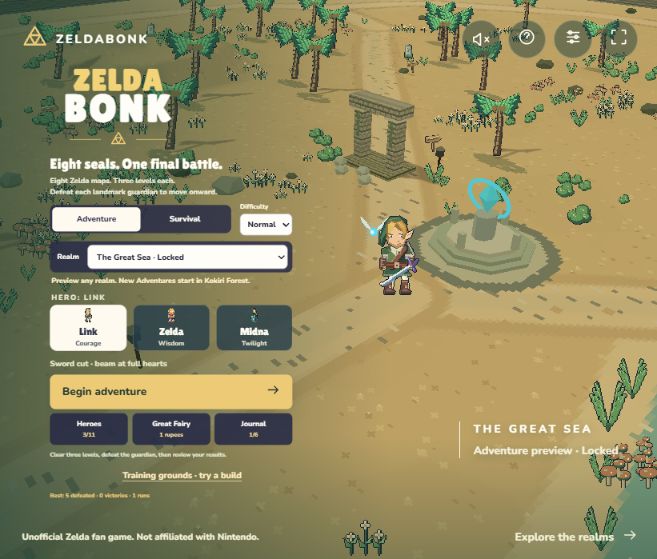 ZELDABONK
ZELDA
BONK
Eight seals. One final battle.
Eight Zelda maps. Three levels each.
Defeat each landmark guardian to move onward.
Adventure
Survival
Difficulty
Normal
Realm
The Great Sea · Locked
Preview any realm. New Adventures start in Kokiri Forest.
HERO: LINK
Link
Courage
Zelda
Wisdom
Midna
Twilight
Sword cut · beam at full hearts
Begin adventure →
Heroes
3/11
Great Fairy
1 rupees
Journal
1/6
Clear three levels, defeat the guardian, then review your results.
Training grounds · try a build
Best: 5 defeated · 0 victories · 1 runs
THE GREAT SEA
Adventure preview · Locked
Unofficial Zelda fan game. Not affiliated with Nintendo.
Explore the realms →